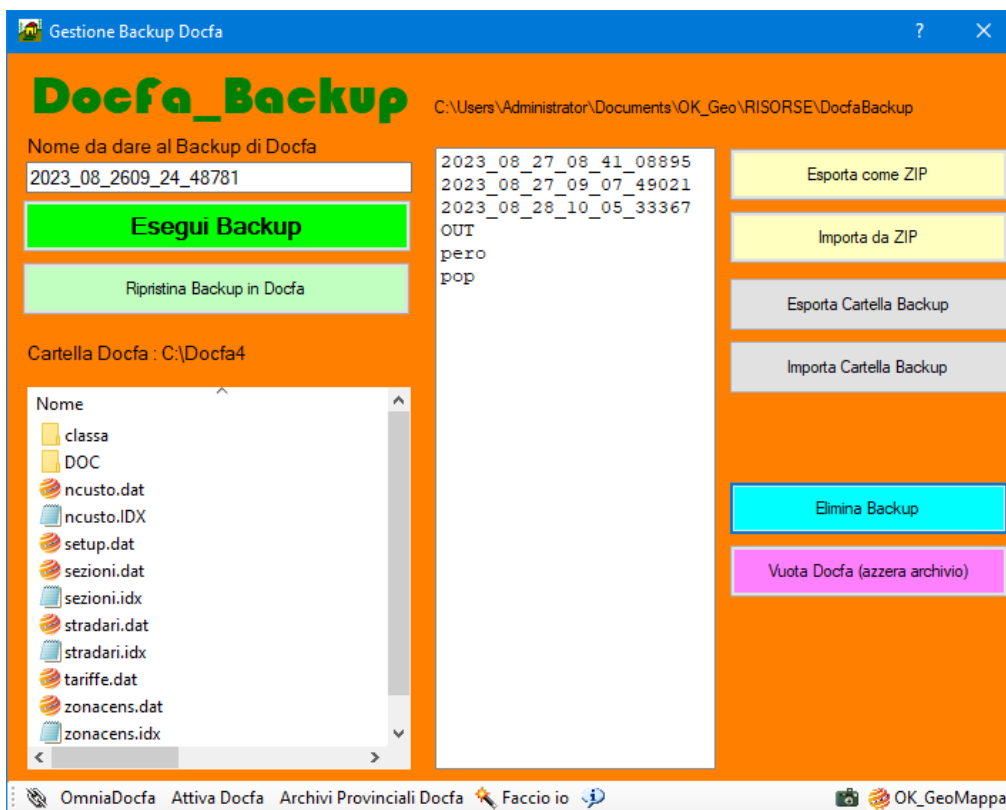 Gestione Backup Docfa
?
Docfa_Backup
C:\Users\Administrator\Documents\OK_Geo\RISORSE\DocfaBackup
Nome da dare al Backup di Docfa
2023_08_2609_24_48781
Esegui Backup
Ripristina Backup in Docfa
Cartella Docfa : C:\Docfa4
Nome
classa
DOC
ncusto.dat
ncusto.IDX
setup.dat
sezioni.dat
sezioni.idx
stradari.dat
stradari.idx
tariffe.dat
zonacens.dat
zonacens.idx
2023_08_27_08_41_08895
2023_08_27_09_07_49021
2023_08_28_10_05_33367
OUT
pero
pop
Esporta come ZIP
Importa da ZIP
Esporta Cartella Backup
Importa Cartella Backup
Elimina Backup
Vuota Docfa (azzera archivio)
OmniaDocfa Attiva Docfa Archivi Provinciali Docfa Faccio io OK_GeoMappe